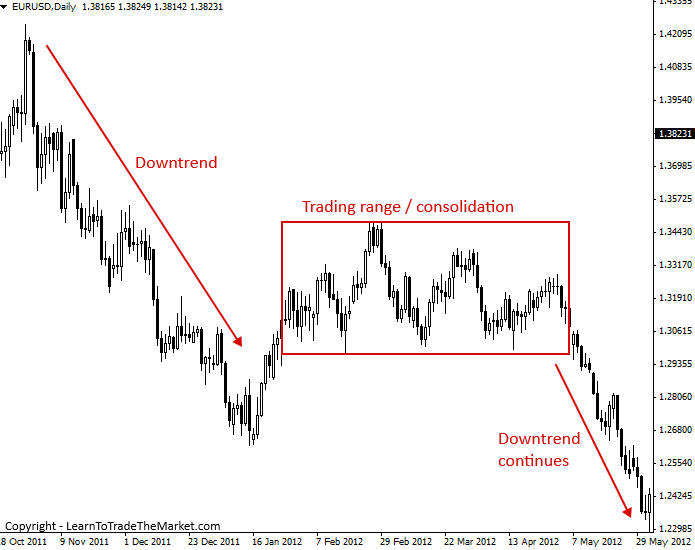 EURUSD,Daily 1.38165 1.38249 1.38142 1.38231
1.42095
1.40835
1.39540
1.38231
1.36985
1.35725
1.34430
1.33170
1.31910
1.30615
1.29355
1.28060
1.26800
1.25540
1.24245
1.22985
Downtrend
Trading range / consolidation
Downtrend
continues
Copyright - LearnToTradeTheMarket.com
8 Oct 2011 9 Nov 2011 1 Dec 2011 23 Dec 2011 16 Jan 2012 7 Feb 2012 29 Feb 2012 22 Mar 2012 13 Apr 2012 7 May 2012 29 May 2012